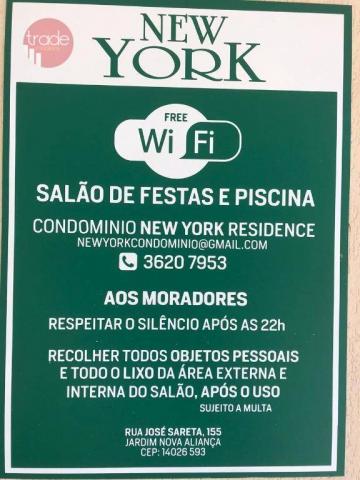 trade
NEW
YORK
FREE
Wi Fi
SALÃO DE FESTAS E PISCINA
CONDOMINIO NEW YORK RESIDENCE
NEWYORKCONDOMINIO@GMAIL.COM
3620 7953
AOS MORADORES
RESPEITAR O SILÊNCIO APÓS AS 22h
RECOLHER TODOS OBJETOS PESSOAIS
E TODO O LIXO DA ÁREA EXTERNA E
INTERNA DO SALÃO, APÓS O USO
SUJEITO A MULTA
RUA JOSÉ SARETA, 155
JARDIM NOVA ALIANÇA
CEP: 14026 593